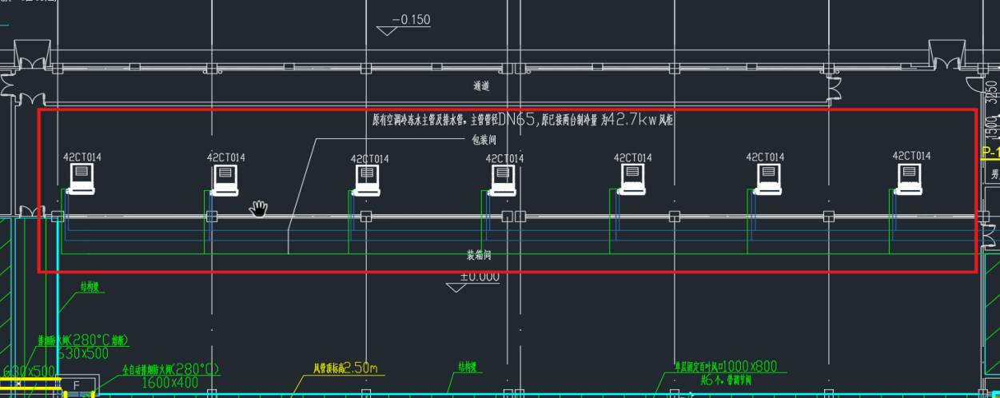 -0.150
通道
3250
原有空调冷冻水主管及排水管，主管管径DN65，原已接两台制冷量 为42.7kw风柜
1500
包装间
42CT014
42CT014
42CT014
42CT014
42CT014
42CT014
42CT014
P-1
男
装箱间
±0.000
结构梁
排烟防火阀(280°C 熔断)
630x500
630x500
全自动排烟防火阀(280°C)
1600x400
F
风管顶标高2.50m
结构梁
单层固定百叶风口1000x800
共6个，带调节阀